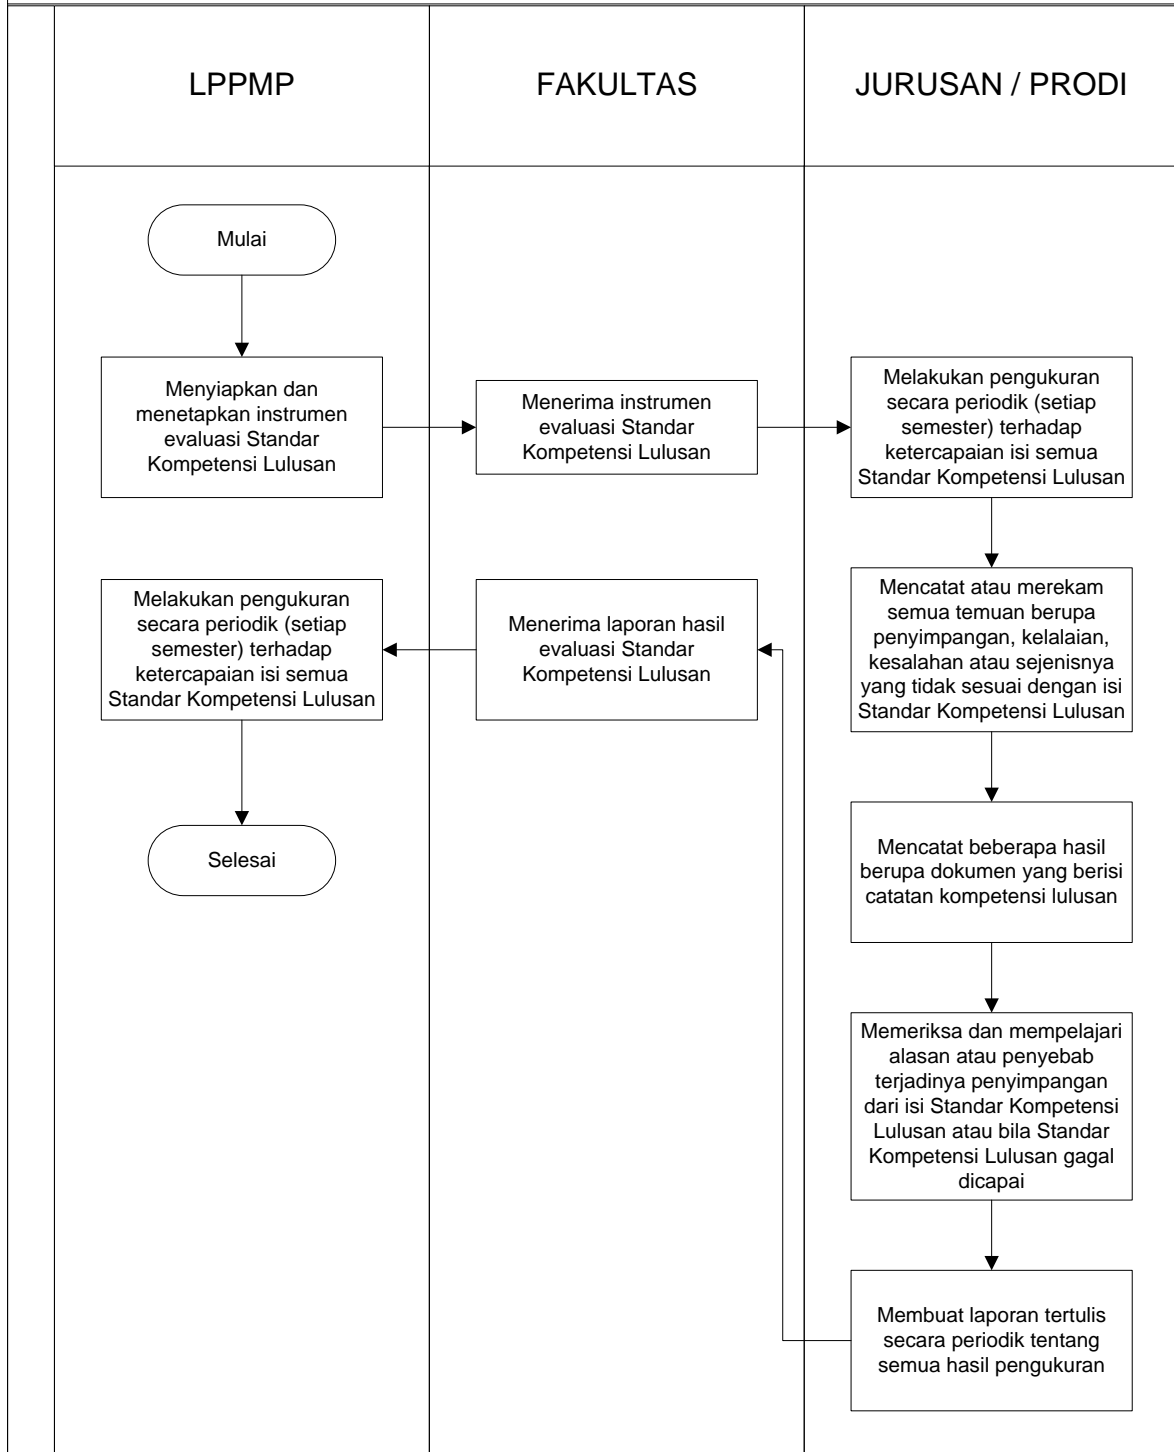 LPPMP
FAKULTAS
JURUSAN / PRODI
Mulai
Menyiapkan dan
menetapkan instrumen
evaluasi Standar
Kompetensi Lulusan
Menerima instrumen
evaluasi Standar
Kompetensi Lulusan
Melakukan pengukuran
secara periodik (setiap
semester) terhadap
ketercapaian isi semua
Standar Kompetensi Lulusan
Mencatat atau merekam
semua temuan berupa
penyimpangan, kelalaian,
kesalahan atau sejenisnya
yang tidak sesuai dengan isi
Standar Kompetensi Lulusan
Mencatat beberapa hasil
berupa dokumen yang berisi
catatan kompetensi lulusan
Memeriksa dan mempelajari
alasan atau penyebab
terjadinya penyimpangan
dari isi Standar Kompetensi
Lulusan atau bila Standar
Kompetensi Lulusan gagal
dicapai
Membuat laporan tertulis
secara periodik tentang
semua hasil pengukuran
Menerima laporan hasil
evaluasi Standar
Kompetensi Lulusan
Melakukan pengukuran
secara periodik (setiap
semester) terhadap
ketercapaian isi semua
Standar Kompetensi Lulusan
Selesai